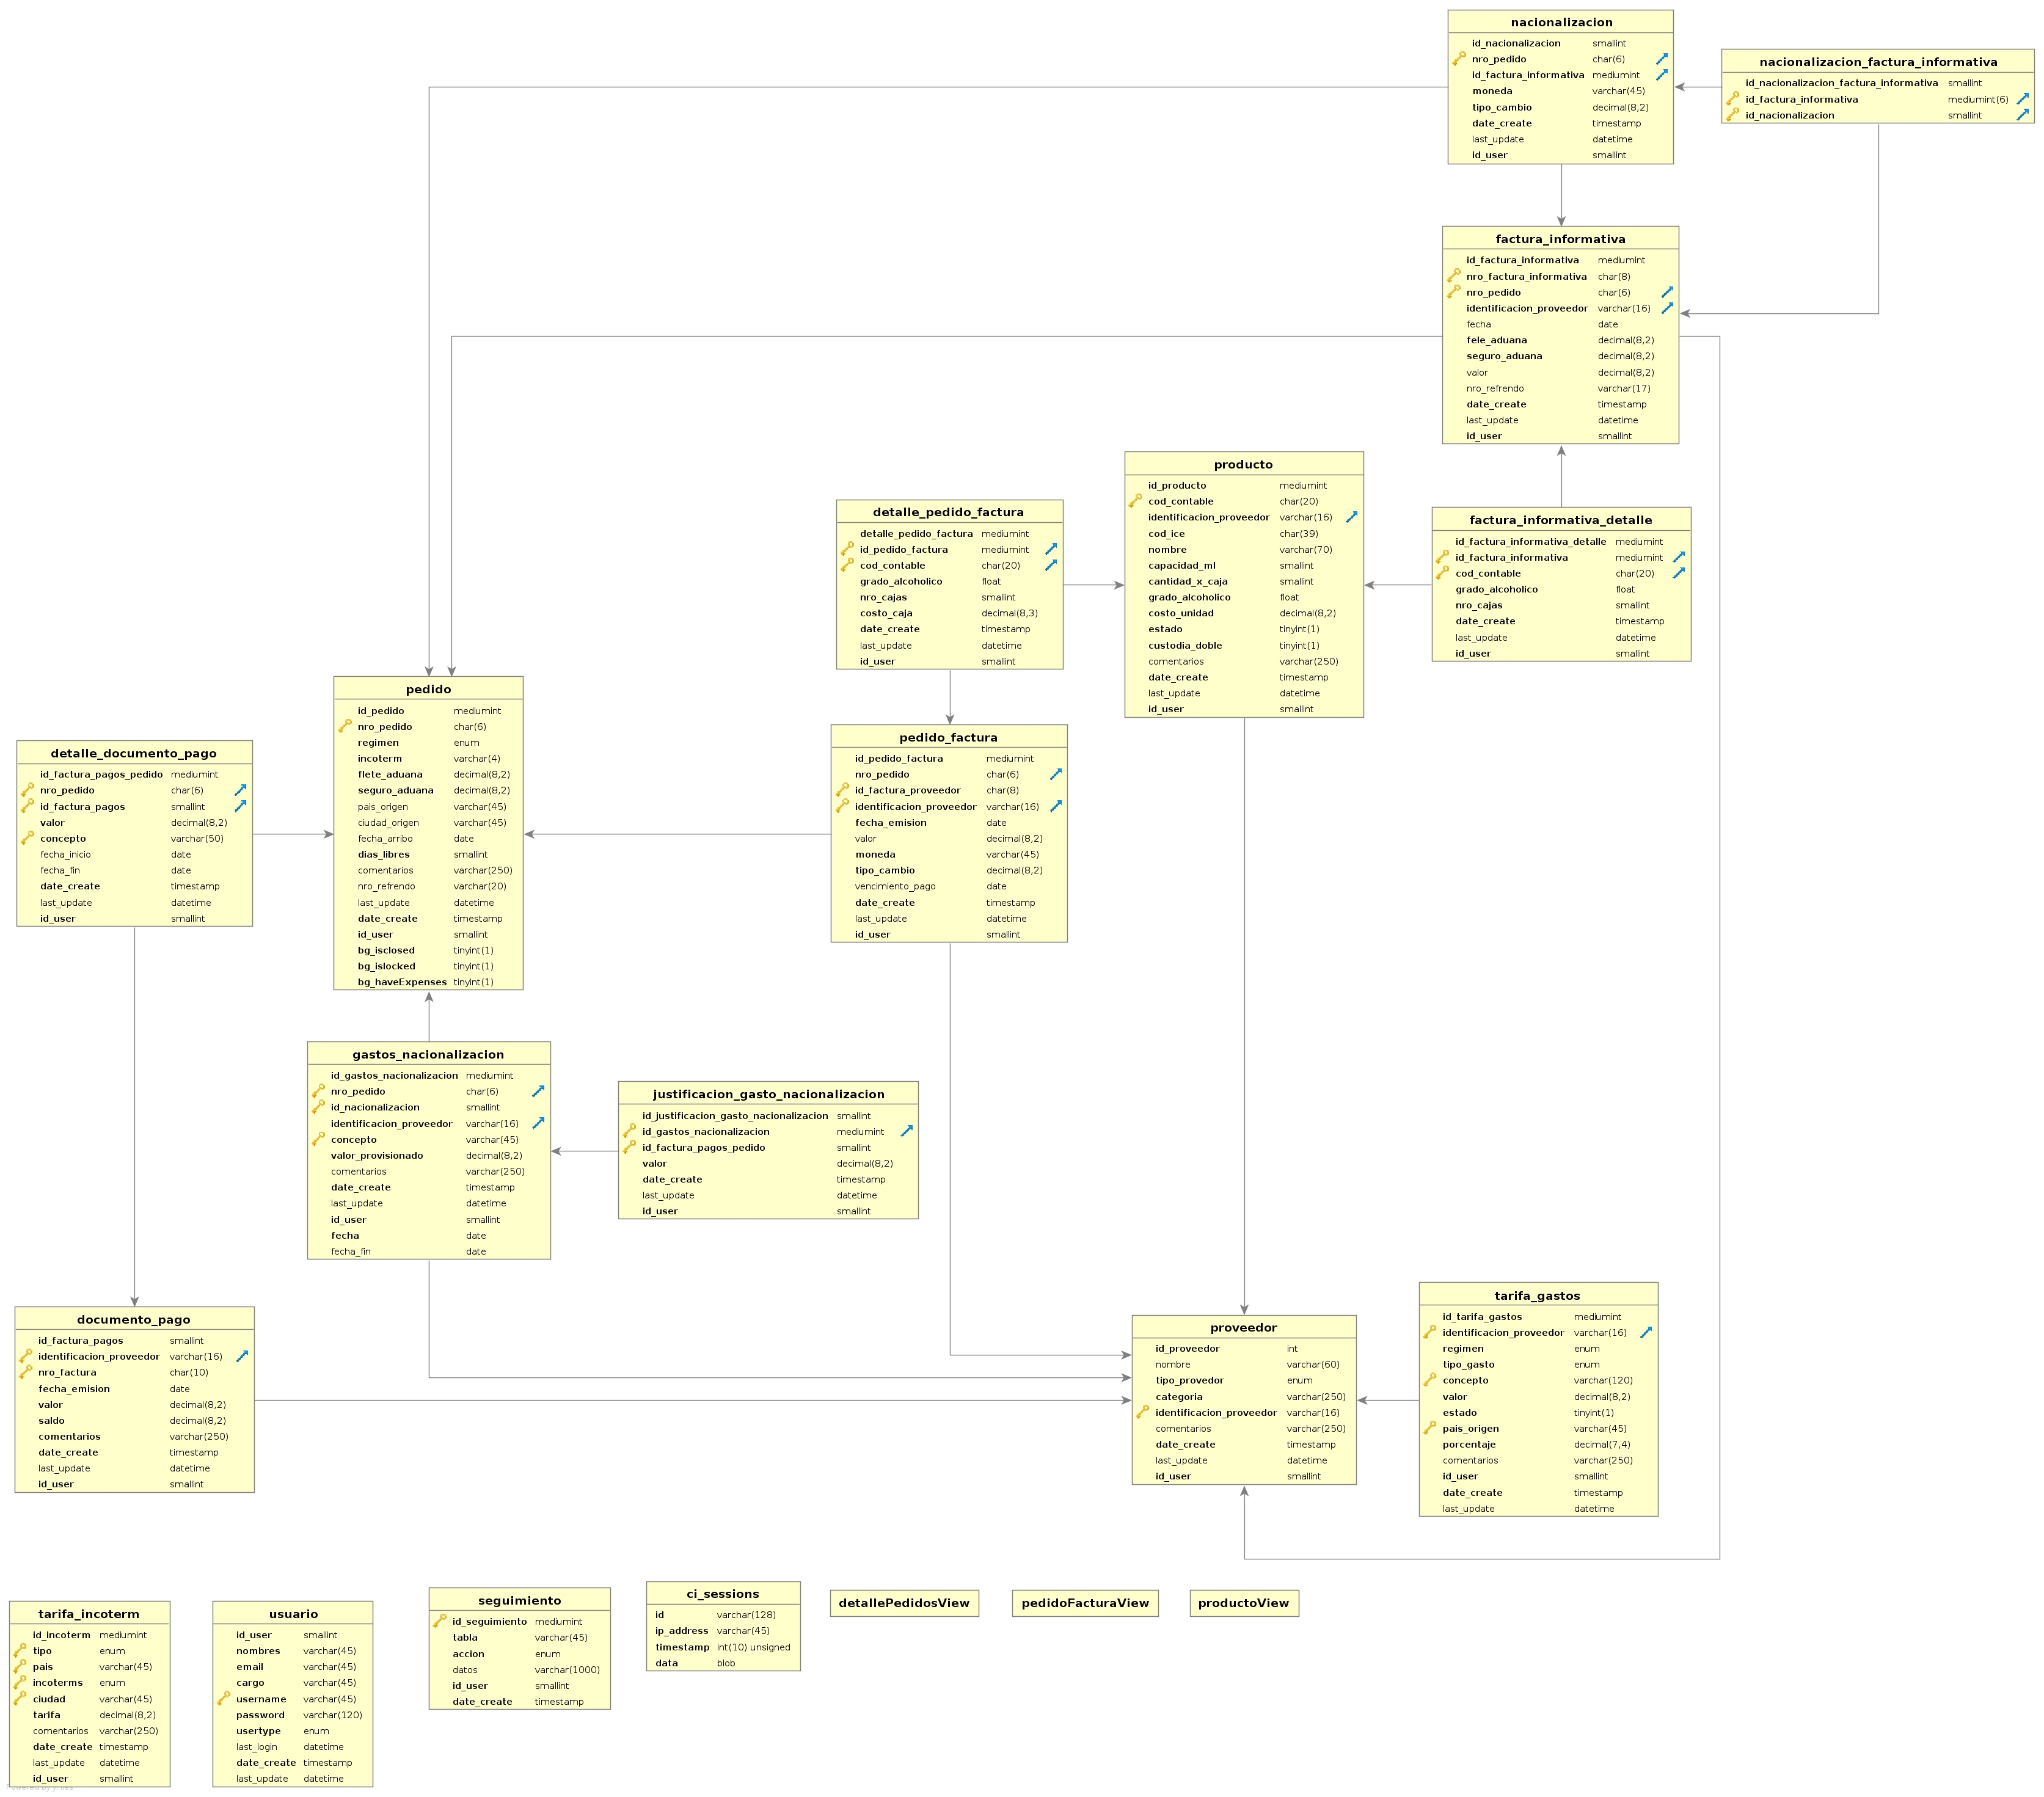 nacionalizacion
id_nacionalizacion smallint
nro_pedido char(6)
id_factura_informativa mediumint
moneda varchar(45)
tipo_cambio decimal(8,2)
date_create timestamp
last_update datetime
id_user smallint
nacionalizacion_factura_informativa
id_nacionalizacion_factura_informativa smallint
id_factura_informativa mediumint(6)
id_nacionalizacion smallint
factura_informativa
id_factura_informativa mediumint
nro_factura_informativa char(8)
nro_pedido char(6)
identificacion_proveedor varchar(16)
fecha date
fele_aduana decimal(8,2)
seguro_aduana decimal(8,2)
valor decimal(8,2)
nro_refrendo varchar(17)
date_create timestamp
last_update datetime
id_user smallint
producto
id_producto mediumint
cod_contable char(20)
identificacion_proveedor varchar(16)
cod_ice char(39)
nombre varchar(70)
capacidad_ml smallint
cantidad_x_caja smallint
grado_alcoholico float
costo_unidad decimal(8,2)
estado tinyint(1)
custodia_doble tinyint(1)
comentarios varchar(250)
date_create timestamp
last_update datetime
id_user smallint
detalle_pedido_factura
detalle_pedido_factura mediumint
id_pedido_factura mediumint
cod_contable char(20)
grado_alcoholico float
nro_cajas smallint
costo_caja decimal(8,3)
date_create timestamp
last_update datetime
id_user smallint
factura_informativa_detalle
id_factura_informativa_detalle mediumint
id_factura_informativa mediumint
cod_contable char(20)
grado_alcoholico float
nro_cajas smallint
date_create timestamp
last_update datetime
id_user smallint
pedido
id_pedido mediumint
nro_pedido char(6)
regimen enum
incoterm varchar(4)
flete_aduana decimal(8,2)
seguro_aduana decimal(8,2)
pais_origen varchar(45)
ciudad_origen varchar(45)
fecha_arribo date
dias_libres smallint
comentarios varchar(250)
nro_refrendo varchar(20)
last_update datetime
date_create timestamp
id_user smallint
bg_isclosed tinyint(1)
bg_islocked tinyint(1)
bg_haveExpenses tinyint(1)
pedido_factura
id_pedido_factura mediumint
nro_pedido char(6)
id_factura_proveedor char(8)
identificacion_proveedor varchar(16)
fecha_emision date
valor decimal(8,2)
moneda varchar(45)
tipo_cambio decimal(8,2)
vencimiento_pago date
date_create timestamp
last_update datetime
id_user smallint
detalle_documento_pago
id_factura_pagos_pedido mediumint
nro_pedido char(6)
id_factura_pagos smallint
valor decimal(8,2)
concepto varchar(50)
fecha_inicio date
fecha_fin date
date_create timestamp
last_update datetime
id_user smallint
gastos_nacionalizacion
id_gastos_nacionalizacion mediumint
nro_pedido char(6)
id_nacionalizacion smallint
identificacion_proveedor varchar(16)
concepto varchar(45)
valor_provisionado decimal(8,2)
comentarios varchar(250)
date_create timestamp
last_update datetime
id_user smallint
fecha date
fecha_fin date
justificacion_gasto_nacionalizacion
id_justificacion_gasto_nacionalizacion smallint
id_gastos_nacionalizacion mediumint
id_factura_pagos_pedido smallint
valor decimal(8,2)
date_create timestamp
last_update datetime
id_user smallint
documento_pago
id_factura_pagos smallint
identificacion_proveedor varchar(16)
nro_factura char(10)
fecha_emision date
valor decimal(8,2)
saldo decimal(8,2)
comentarios varchar(250)
date_create timestamp
last_update datetime
id_user smallint
proveedor
id_proveedor int
nombre varchar(60)
tipo_provedor enum
categoria varchar(250)
identificacion_proveedor varchar(16)
comentarios varchar(250)
date_create timestamp
last_update datetime
id_user smallint
tarifa_gastos
id_tarifa_gastos mediumint
identificacion_proveedor varchar(16)
regimen enum
tipo_gasto enum
concepto varchar(120)
valor decimal(8,2)
estado tinyint(1)
pais_origen varchar(45)
porcentaje decimal(7,4)
comentarios varchar(250)
id_user smallint
date_create timestamp
last_update datetime
tarifa_incoterm
id_incoterm mediumint
tipo enum
pais varchar(45)
incoterms enum
ciudad varchar(45)
tarifa decimal(8,2)
comentarios varchar(250)
date_create timestamp
last_update datetime
id_user smallint
usuario
id_user smallint
nombres varchar(45)
email varchar(45)
cargo varchar(45)
username varchar(45)
password varchar(120)
usertype enum
last_login datetime
date_create timestamp
last_update datetime
seguimiento
id_seguimiento mediumint
tabla varchar(45)
accion enum
datos varchar(1000)
id_user smallint
date_create timestamp
ci_sessions
id varchar(128)
ip_address varchar(45)
timestamp int(10) unsigned
data blob
detallePedidosView
pedidoFacturaView
productoView